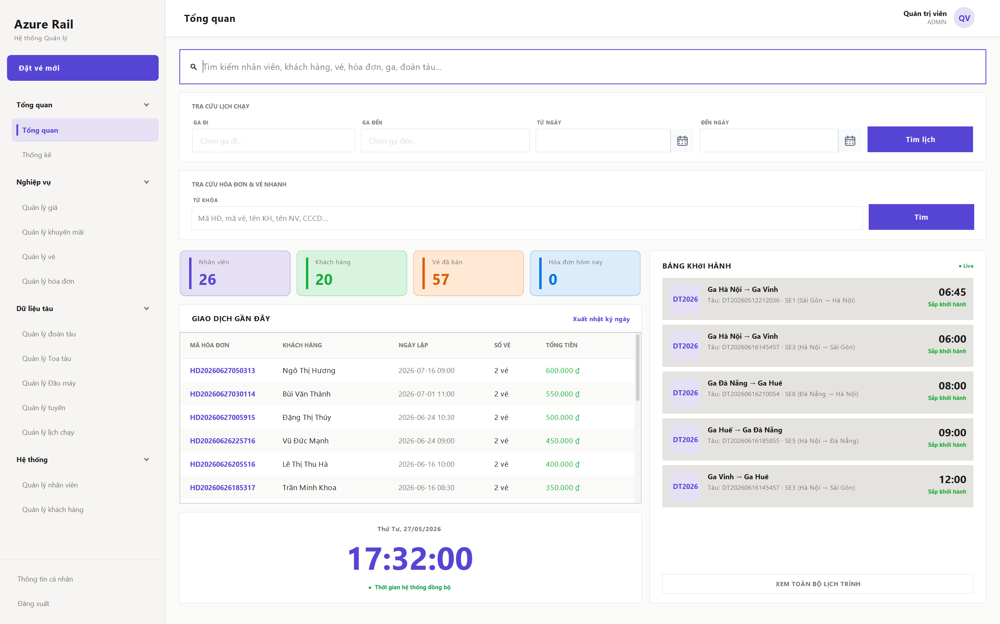 Azure Rail
Hệ thống Quản lý
Đặt vé mới
Tổng quan
Tổng quan
Thống kê
Nghiệp vụ
Quản lý giá
Quản lý khuyến mãi
Quản lý vé
Quản lý hóa đơn
Dữ liệu tàu
Quản lý đoàn tàu
Quản lý Toa tàu
Quản lý Đầu máy
Quản lý tuyến
Quản lý lịch chạy
Hệ thống
Quản lý nhân viên
Quản lý khách hàng
Thông tin cá nhân
Đăng xuất
Tổng quan
Quản trị viên
ADMIN
QV
Tìm kiếm nhân viên, khách hàng, vé, hóa đơn, ga, đoàn tàu...
TRA CỨU LỊCH CHẠY
GA ĐI
GA ĐẾN
TỪ NGÀY
ĐẾN NGÀY
Chọn ga đi...
Chọn ga đến...
Tìm lịch
TRA CỨU HÓA ĐƠN & VÉ NHANH
TỪ KHÓA
Mã HĐ, mã vé, tên KH, tên NV, CCCD...
Tìm
Nhân viên
26
Khách hàng
20
Vé đã bán
57
Hóa đơn hôm nay
0
GIAO DỊCH GẦN ĐÂY
Xuất nhật ký ngày
MÃ HÓA ĐƠN KHÁCH HÀNG NGÀY LẬP SỐ VÉ TỔNG TIỀN
HD20260627050313 Ngô Thị Hương 2026-07-16 09:00 2 vé 600.000 ₫
HD20260627030114 Bùi Văn Thành 2026-07-01 11:00 2 vé 550.000 ₫
HD20260627005915 Đặng Thị Thúy 2026-06-24 10:30 2 vé 500.000 ₫
HD20260626225716 Vũ Đức Mạnh 2026-06-24 09:00 2 vé 450.000 ₫
HD20260626205516 Lê Thị Thu Hà 2026-06-16 10:00 2 vé 400.000 ₫
HD20260626185317 Trần Minh Khoa 2026-06-16 08:30 2 vé 350.000 ₫
Thứ Tư, 27/05/2026
17:32:00
● Thời gian hệ thống đồng bộ
BẢNG KHởI HÀNH
● Live
DT2026
Ga Hà Nội → Ga Vinh
Tàu: DT20260512212036 · SE1 (Sài Gòn → Hà Nội)
06:45
Sắp khởi hành
DT2026
Ga Hà Nội → Ga Vinh
Tàu: DT20260616145457 · SE3 (Hà Nội → Sài Gòn)
06:00
Sắp khởi hành
DT2026
Ga Đà Nẵng → Ga Huế
Tàu: DT20260616210054 · SE8 (Đà Nẵng → Hà Nội)
08:00
Sắp khởi hành
DT2026
Ga Huế → Ga Đà Nẵng
Tàu: DT20260616185855 · SE5 (Hà Nội → Đà Nẵng)
09:00
Sắp khởi hành
DT2026
Ga Vinh → Ga Huế
Tàu: DT20260616145457 · SE3 (Hà Nội → Sài Gòn)
12:00
Sắp khởi hành
XEM TOÀN BỘ LỊCH TRÌNH